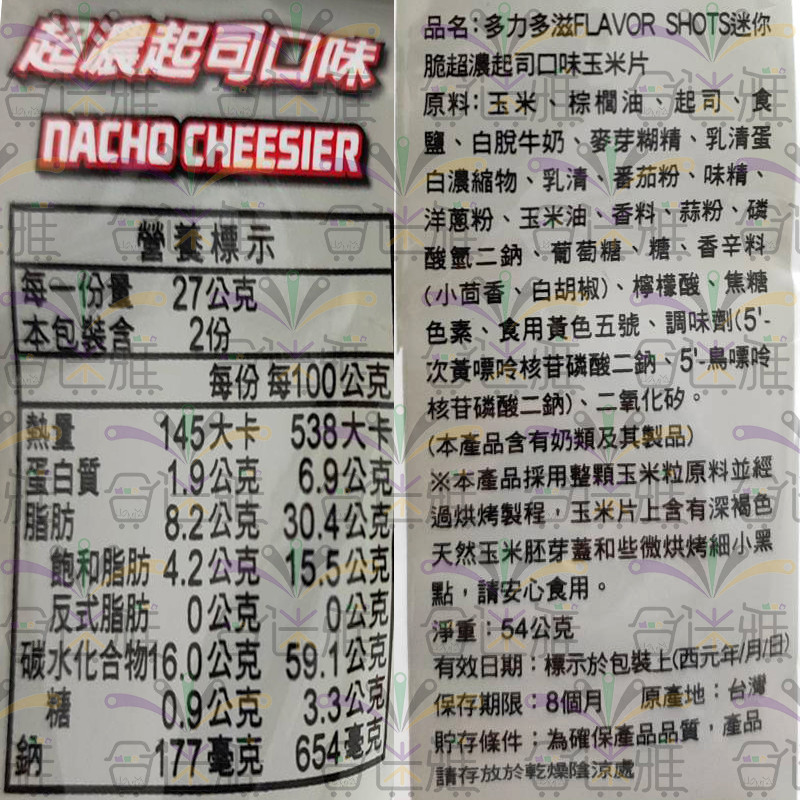 超濃起司口味
NACHO CHEESIER
營養標示
每一份量 27公克
本包裝含 2份
每份 每100公克
熱量 145大卡 538大卡
蛋白質 1.9公克 6.9公克
脂肪 8.2公克 30.4公克
飽和脂肪 4.2公克 15.5公克
反式脂肪 0公克 0公克
碳水化合物16.0公克 59.1公克
糖 0.9公克 3.3公克
鈉 177毫克 654毫克
品名:多力多滋FLAVOR SHOTS迷你
脆超濃起司口味玉米片
原料:玉米、棕櫚油、起司、食
鹽、白脫牛奶、麥芽糊精、乳清蛋
白濃縮物、乳清、番茄粉、味精、
洋蔥粉、玉米油、香料、蒜粉、磷
酸氫二鈉、葡萄糖、糖、香辛料
(小茴香、白胡椒)、檸檬酸、焦糖
色素、食用黃色五號、調味劑(5'-
次黃嘌呤核苷磷酸二鈉、5'-鳥嘌呤
核苷磷酸二鈉)、二氧化矽。
(本產品含有奶類及其製品)
※本產品採用整顆玉米粒原料並經
過烘烤製程，玉米片上含有深褐色
天然玉米胚芽蓋和些微烘烤細小黑
點，請安心食用。
淨重：54公克
有效日期：標示於包裝上(西元年/月/日)
保存期限：8個月 原產地：台灣
貯存條件：為確保產品品質，產品
請存放於乾燥陰涼處